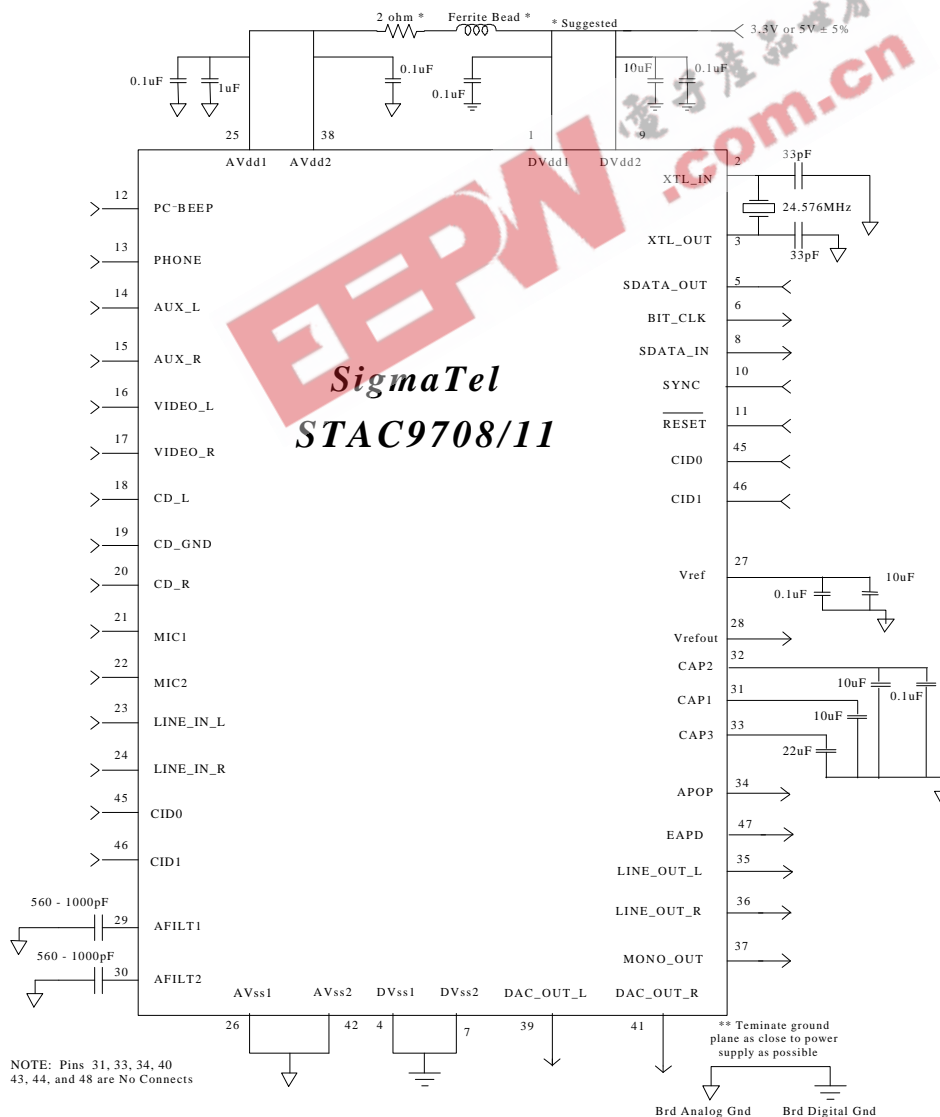 2 ohm *
Ferrite Bead *
* Suggested
3.3V or 5V ± 5%
0.1uF
1uF
0.1uF
0.1uF
10uF
0.1uF
25
38
1
9
AVdd1
AVdd2
DVdd1
DVdd2
2
XTL_IN
33pF
24.576MHz
XTL_OUT
3
33pF
12
PC-BEEP
13
PHONE
14
AUX_L
15
AUX_R
16
VIDEO_L
17
VIDEO_R
18
CD_L
19
CD_GND
20
CD_R
21
MIC1
22
MIC2
23
LINE_IN_L
24
LINE_IN_R
45
CID0
46
CID1
560 - 1000pF
29
AFILT1
560 - 1000pF
30
AFILT2
SigmaTel
STAC9708/11
SDATA_OUT
5
BIT_CLK
6
SDATA_IN
8
SYNC
10
RESET
11
CID0
45
CID1
46
Vref
27
0.1uF
10uF
Vrefout
28
CAP2
32
10uF
0.1uF
CAP1
31
10uF
CAP3
33
22uF
APOP
34
EAPD
47
LINE_OUT_L
35
LINE_OUT_R
36
MONO_OUT
37
AVss1
AVss2
DVss1
DVss2
DAC_OUT_L
DAC_OUT_R
26
42
4
7
39
41
** Teminate ground
plane as close to power
supply as possible
Brd Analog Gnd
Brd Digital Gnd
NOTE: Pins 31, 33, 34, 40
43, 44, and 48 are No Connects
EEPW.com.cn
電子產品世界